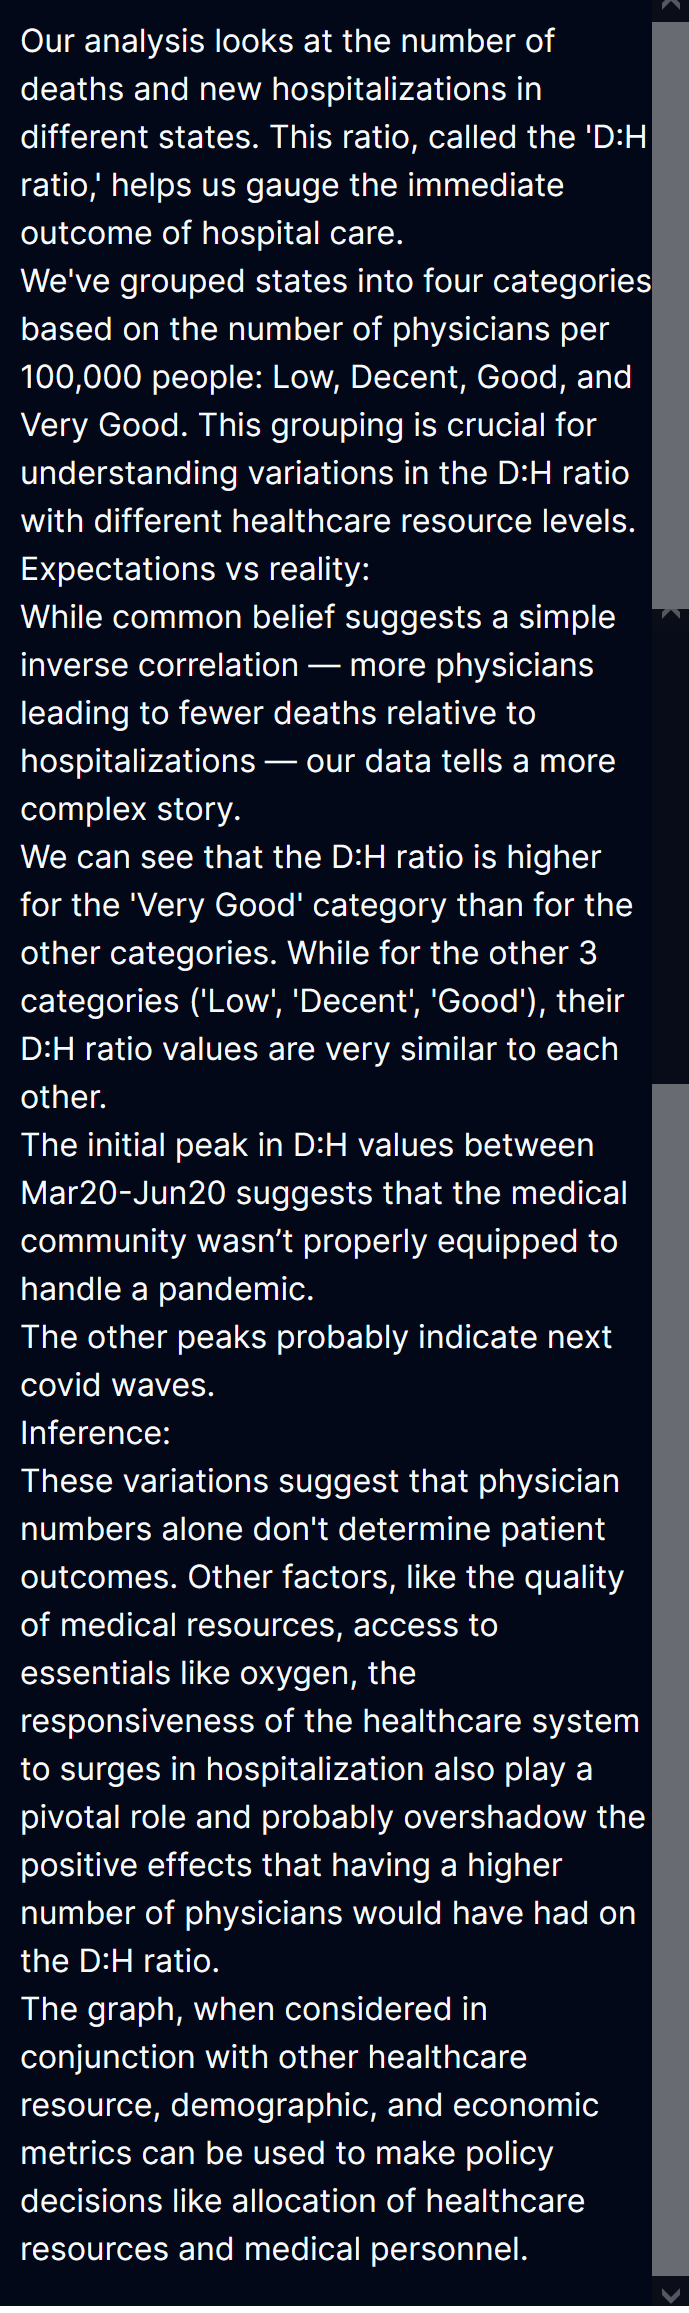 Our analysis looks at the number of
deaths and new hospitalizations in
different states. This ratio, called the 'D:H
ratio,' helps us gauge the immediate
outcome of hospital care.
We've grouped states into four categories
based on the number of physicians per
100,000 people: Low, Decent, Good, and
Very Good. This grouping is crucial for
understanding variations in the D:H ratio
with different healthcare resource levels.
Expectations vs reality:
While common belief suggests a simple
inverse correlation — more physicians
leading to fewer deaths relative to
hospitalizations — our data tells a more
complex story.
We can see that the D:H ratio is higher
for the 'Very Good' category than for the
other categories. While for the other 3
categories ('Low', 'Decent', 'Good'), their
D:H ratio values are very similar to each
other.
The initial peak in D:H values between
Mar20-Jun20 suggests that the medical
community wasn’t properly equipped to
handle a pandemic.
The other peaks probably indicate next
covid waves.
Inference:
These variations suggest that physician
numbers alone don't determine patient
outcomes. Other factors, like the quality
of medical resources, access to
essentials like oxygen, the
responsiveness of the healthcare system
to surges in hospitalization also play a
pivotal role and probably overshadow the
positive effects that having a higher
number of physicians would have had on
the D:H ratio.
The graph, when considered in
conjunction with other healthcare
resource, demographic, and economic
metrics can be used to make policy
decisions like allocation of healthcare
resources and medical personnel.